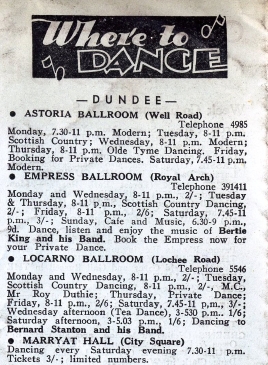 Where to
DANCE
— DUNDEE —
● ASTORIA BALLROOM (Well Road)
Telephone 4985
Monday, 7.30-11 p.m. Modern; Tuesday, 8-11 p.m.
Scottish Country; Wednesday, 8-11 p.m. Modern;
Thursday, 8-11 p.m. Olde Tyme Dancing. Friday,
Booking for Private Dances. Saturday, 7.45-11 p.m.
Modern.
● EMPRESS BALLROOM (Royal Arch)
Telephone 391411
Monday and Wednesday, 8-11 p.m., 2/-; Tuesday
& Thursday, 8-11 p.m., Scottish Country Dancing,
2/-; Friday, 8-11 p.m., 2/6; Saturday, 7.45-11
p.m., 3/-; Sunday, Cafe and Music, 6.30-9 p.m.,
9d. Dance, listen and enjoy the music of Bertie
King and his Band. Book the Empress now for
your Private Dance.
● LOCARNO BALLROOM (Lochee Road)
Telephone 5546
Monday and Wednesday, 8-11 p.m., 2/-; Tuesday,
Scottish Country Dancing, 8-11 p.m., 2/-, M.C.,
Mr Roy Duthie; Thursday, Private Dance;
Friday, 8-11 p.m., 2/6; Saturday, 7.45-11 p.m., 3/-;
Wednesday afternoon (Tea Dance), 3-530 p.m., 1/6;
Saturday afternoon, 3-5.03 p.m., 1/6; Dancing to
Bernard Stanton and his Band.
● MARRYAT HALL (City Square)
Dancing every Saturday evening 7.30-11 p.m.
Tickets 3/-; limited numbers.